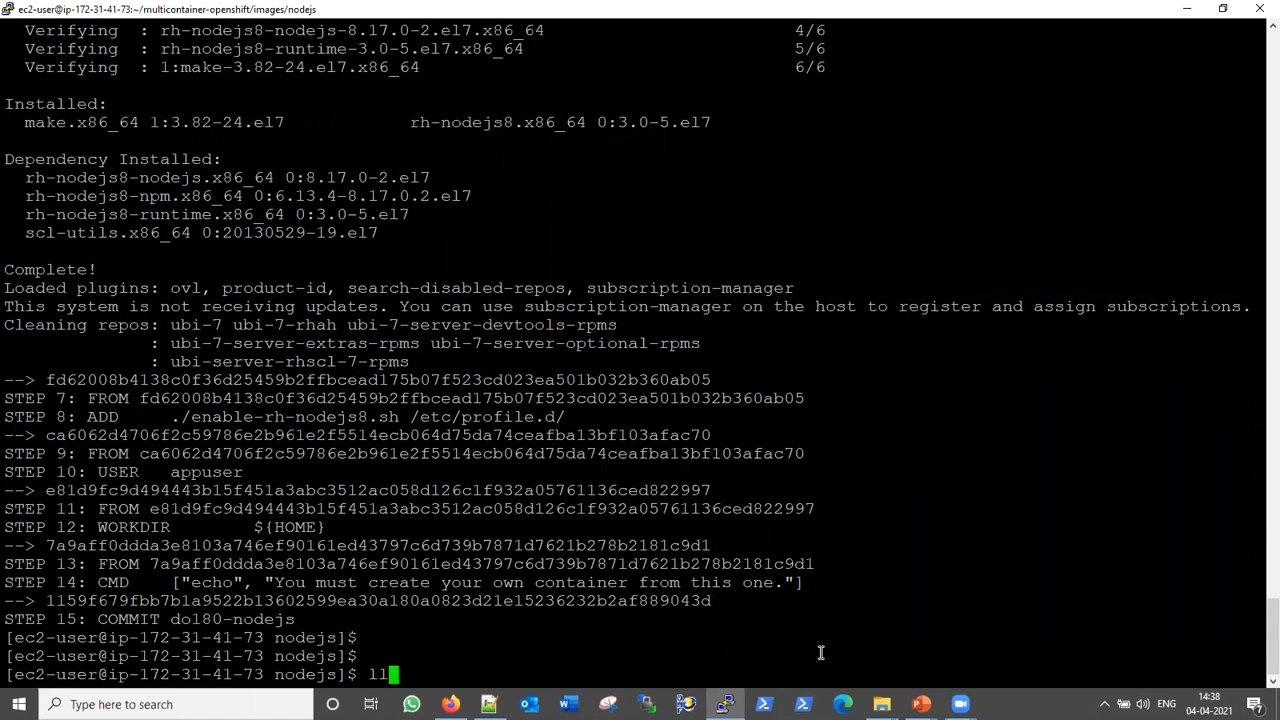 ec2-user@ip-172-31-41-73:~/multicontainer-openshift/images/nodejs
Verifying  : rh-nodejs8-nodejs-8.17.0-2.el7.x86_64 4/6
Verifying  : rh-nodejs8-runtime-3.0-5.el7.x86_64 5/6
Verifying  : 1:make-3.82-24.el7.x86_64 6/6
Installed:
make.x86_64 1:3.82-24.el7 rh-nodejs8.x86_64 0:3.0-5.el7
Dependency Installed:
rh-nodejs8-nodejs.x86_64 0:8.17.0-2.el7
rh-nodejs8-npm.x86_64 0:6.13.4-8.17.0.2.el7
rh-nodejs8-runtime.x86_64 0:3.0-5.el7
scl-utils.x86_64 0:20130529-19.el7
Complete!
Loaded plugins: ovl, product-id, search-disabled-repos, subscription-manager
This system is not receiving updates. You can use subscription-manager on the host to register and assign subscriptions.
Cleaning repos: ubi-7 ubi-7-rhah ubi-7-server-devtools-rpms
: ubi-7-server-extras-rpms ubi-7-server-optional-rpms
: ubi-server-rhscl-7-rpms
--> fd62008b4138c0f36d25459b2ffbcead175b07f523cd023ea501b032b360ab05
STEP 7: FROM fd62008b4138c0f36d25459b2ffbcead175b07f523cd023ea501b032b360ab05
STEP 8: ADD ./enable-rh-nodejs8.sh /etc/profile.d/
--> ca6062d4706f2c59786e2b961e2f5514ecb064d75da74ceafba13bf103afac70
STEP 9: FROM ca6062d4706f2c59786e2b961e2f5514ecb064d75da74ceafba13bf103afac70
STEP 10: USER appuser
--> e81d9fc9d494443b15f451a3abc3512ac058d126c1f932a05761136ced822997
STEP 11: FROM e81d9fc9d494443b15f451a3abc3512ac058d126c1f932a05761136ced822997
STEP 12: WORKDIR ${HOME}
--> 7a9aff0ddda3e8103a746ef90161ed43797c6d739b7871d7621b278b2181c9d1
STEP 13: FROM 7a9aff0ddda3e8103a746ef90161ed43797c6d739b7871d7621b278b2181c9d1
STEP 14: CMD ["echo", "You must create your own container from this one."]
--> 1159f679fbb7b1a9522b13602599ea30a180a0823d21e15236232b2af889043d
STEP 15: COMMIT do180-nodejs
[ec2-user@ip-172-31-41-73 nodejs]$
[ec2-user@ip-172-31-41-73 nodejs]$
[ec2-user@ip-172-31-41-73 nodejs]$ ll
Type here to search
ENG
14:38
04-04-2021